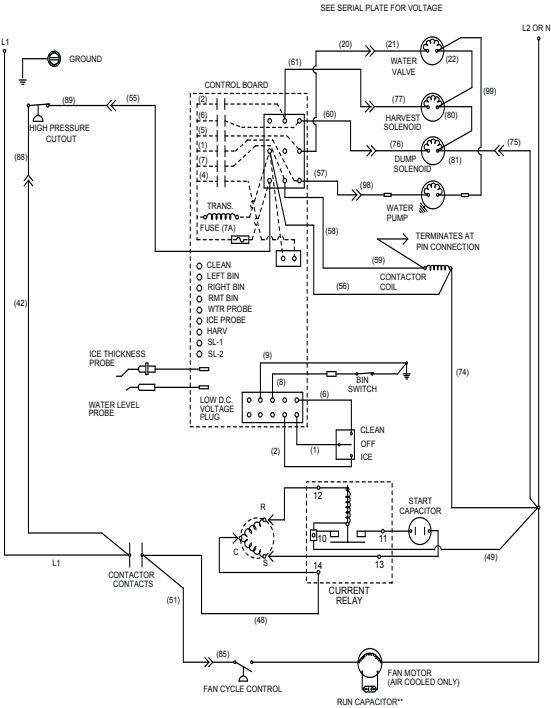 SEE SERIAL PLATE FOR VOLTAGE
L1
L2 OR N
GROUND
(20)
(21)
WATER
VALVE
(22)
(61)
(99)
CONTROL BOARD
(89)
(55)
HIGH PRESSURE
CUTOUT
(2)
(6)
(5)
(1)
(7)
(4)
(77)
HARVEST
SOLENOID
(80)
(60)
(76)
DUMP
SOLENOID
(81)
(75)
(88)
(57)
(98)
WATER
PUMP
TRANS.
FUSE (7A)
(58)
TERMINATES AT
PIN CONNECTION
(59)
CONTACTOR
COIL
(56)
CLEAN
LEFT BIN
RIGHT BIN
RMT BIN
WTR PROBE
ICE PROBE
HARV
SL-1
SL-2
(42)
(74)
ICE THICKNESS
PROBE
(9)
(8)
BIN
SWITCH
WATER LEVEL
PROBE
LOW D.C.
VOLTAGE
PLUG
(6)
CLEAN
OFF
ICE
(2)
(1)
R
12
START
CAPACITOR
10
11
C
S
14
13
(49)
L1
CONTACTOR
CONTACTS
CURRENT
RELAY
(51)
(48)
(85)
FAN CYCLE CONTROL
FAN MOTOR
(AIR COOLED ONLY)
RUN CAPACITOR**